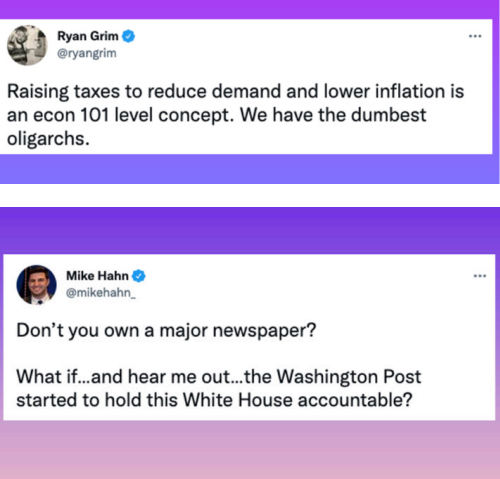 Ryan Grim
@ryangrim
Raising taxes to reduce demand and lower inflation is
an econ 101 level concept. We have the dumbest
oligarchs.
Mike Hahn
@mikehahn_
Don’t you own a major newspaper?
What if...and hear me out...the Washington Post
started to hold this White House accountable?